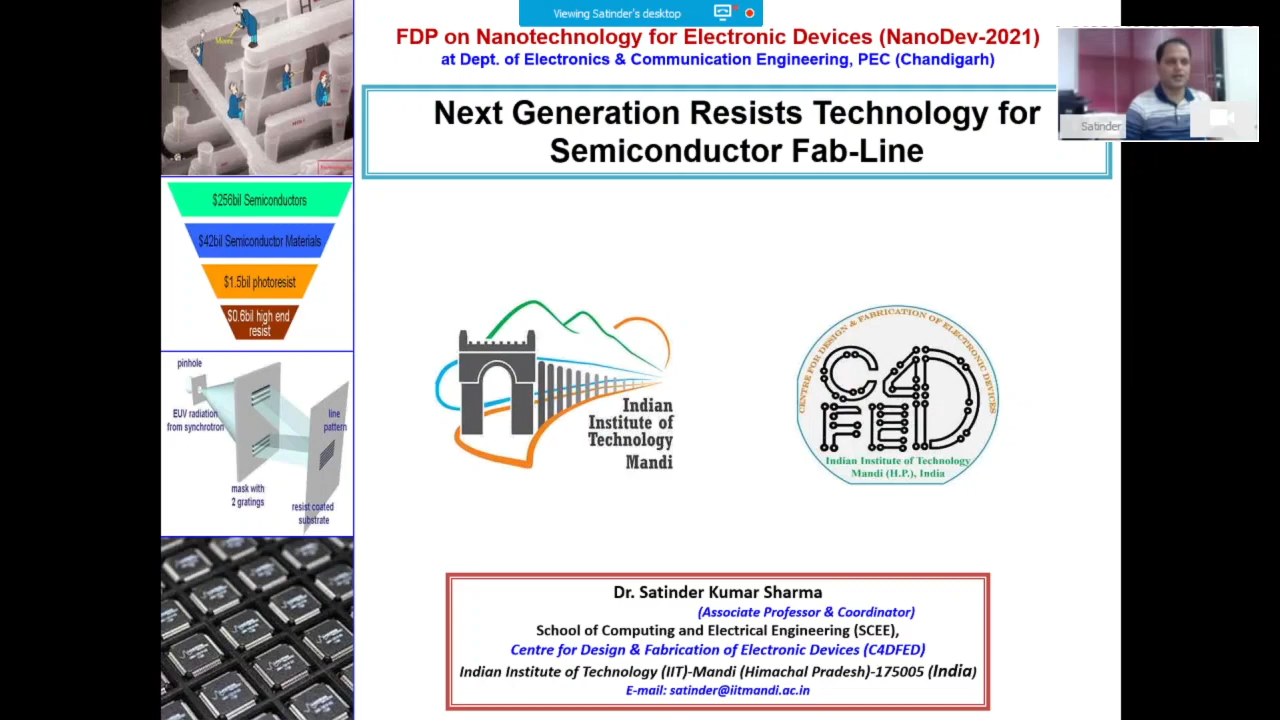 Viewing Satinder's desktop
FDP on Nanotechnology for Electronic Devices (NanoDev-2021)
at Dept. of Electronics & Communication Engineering, PEC (Chandigarh)
Next Generation Resists Technology for
Semiconductor Fab-Line
Satinder
$256bil Semiconductors
$42bil Semiconductor Materials
$1.5bil photoresist
$0.6bil high end
resist
pinhole
EUV radiation
from synchrotron
line
pattern
mask with
2 gratings
resist coated
substrate
Indian
Institute of
Technology
Mandi
CENTRE FOR DESIGN & FABRICATION OF ELECTRONIC DEVICES
C4D
FED
Indian Institute of Technology
Mandi (H.P.), India
Dr. Satinder Kumar Sharma
(Associate Professor & Coordinator)
School of Computing and Electrical Engineering (SCEE),
Centre for Design & Fabrication of Electronic Devices (C4DFED)
Indian Institute of Technology (IIT)-Mandi (Himachal Pradesh)-175005 (India)
E-mail: satinder@iitmandi.ac.in